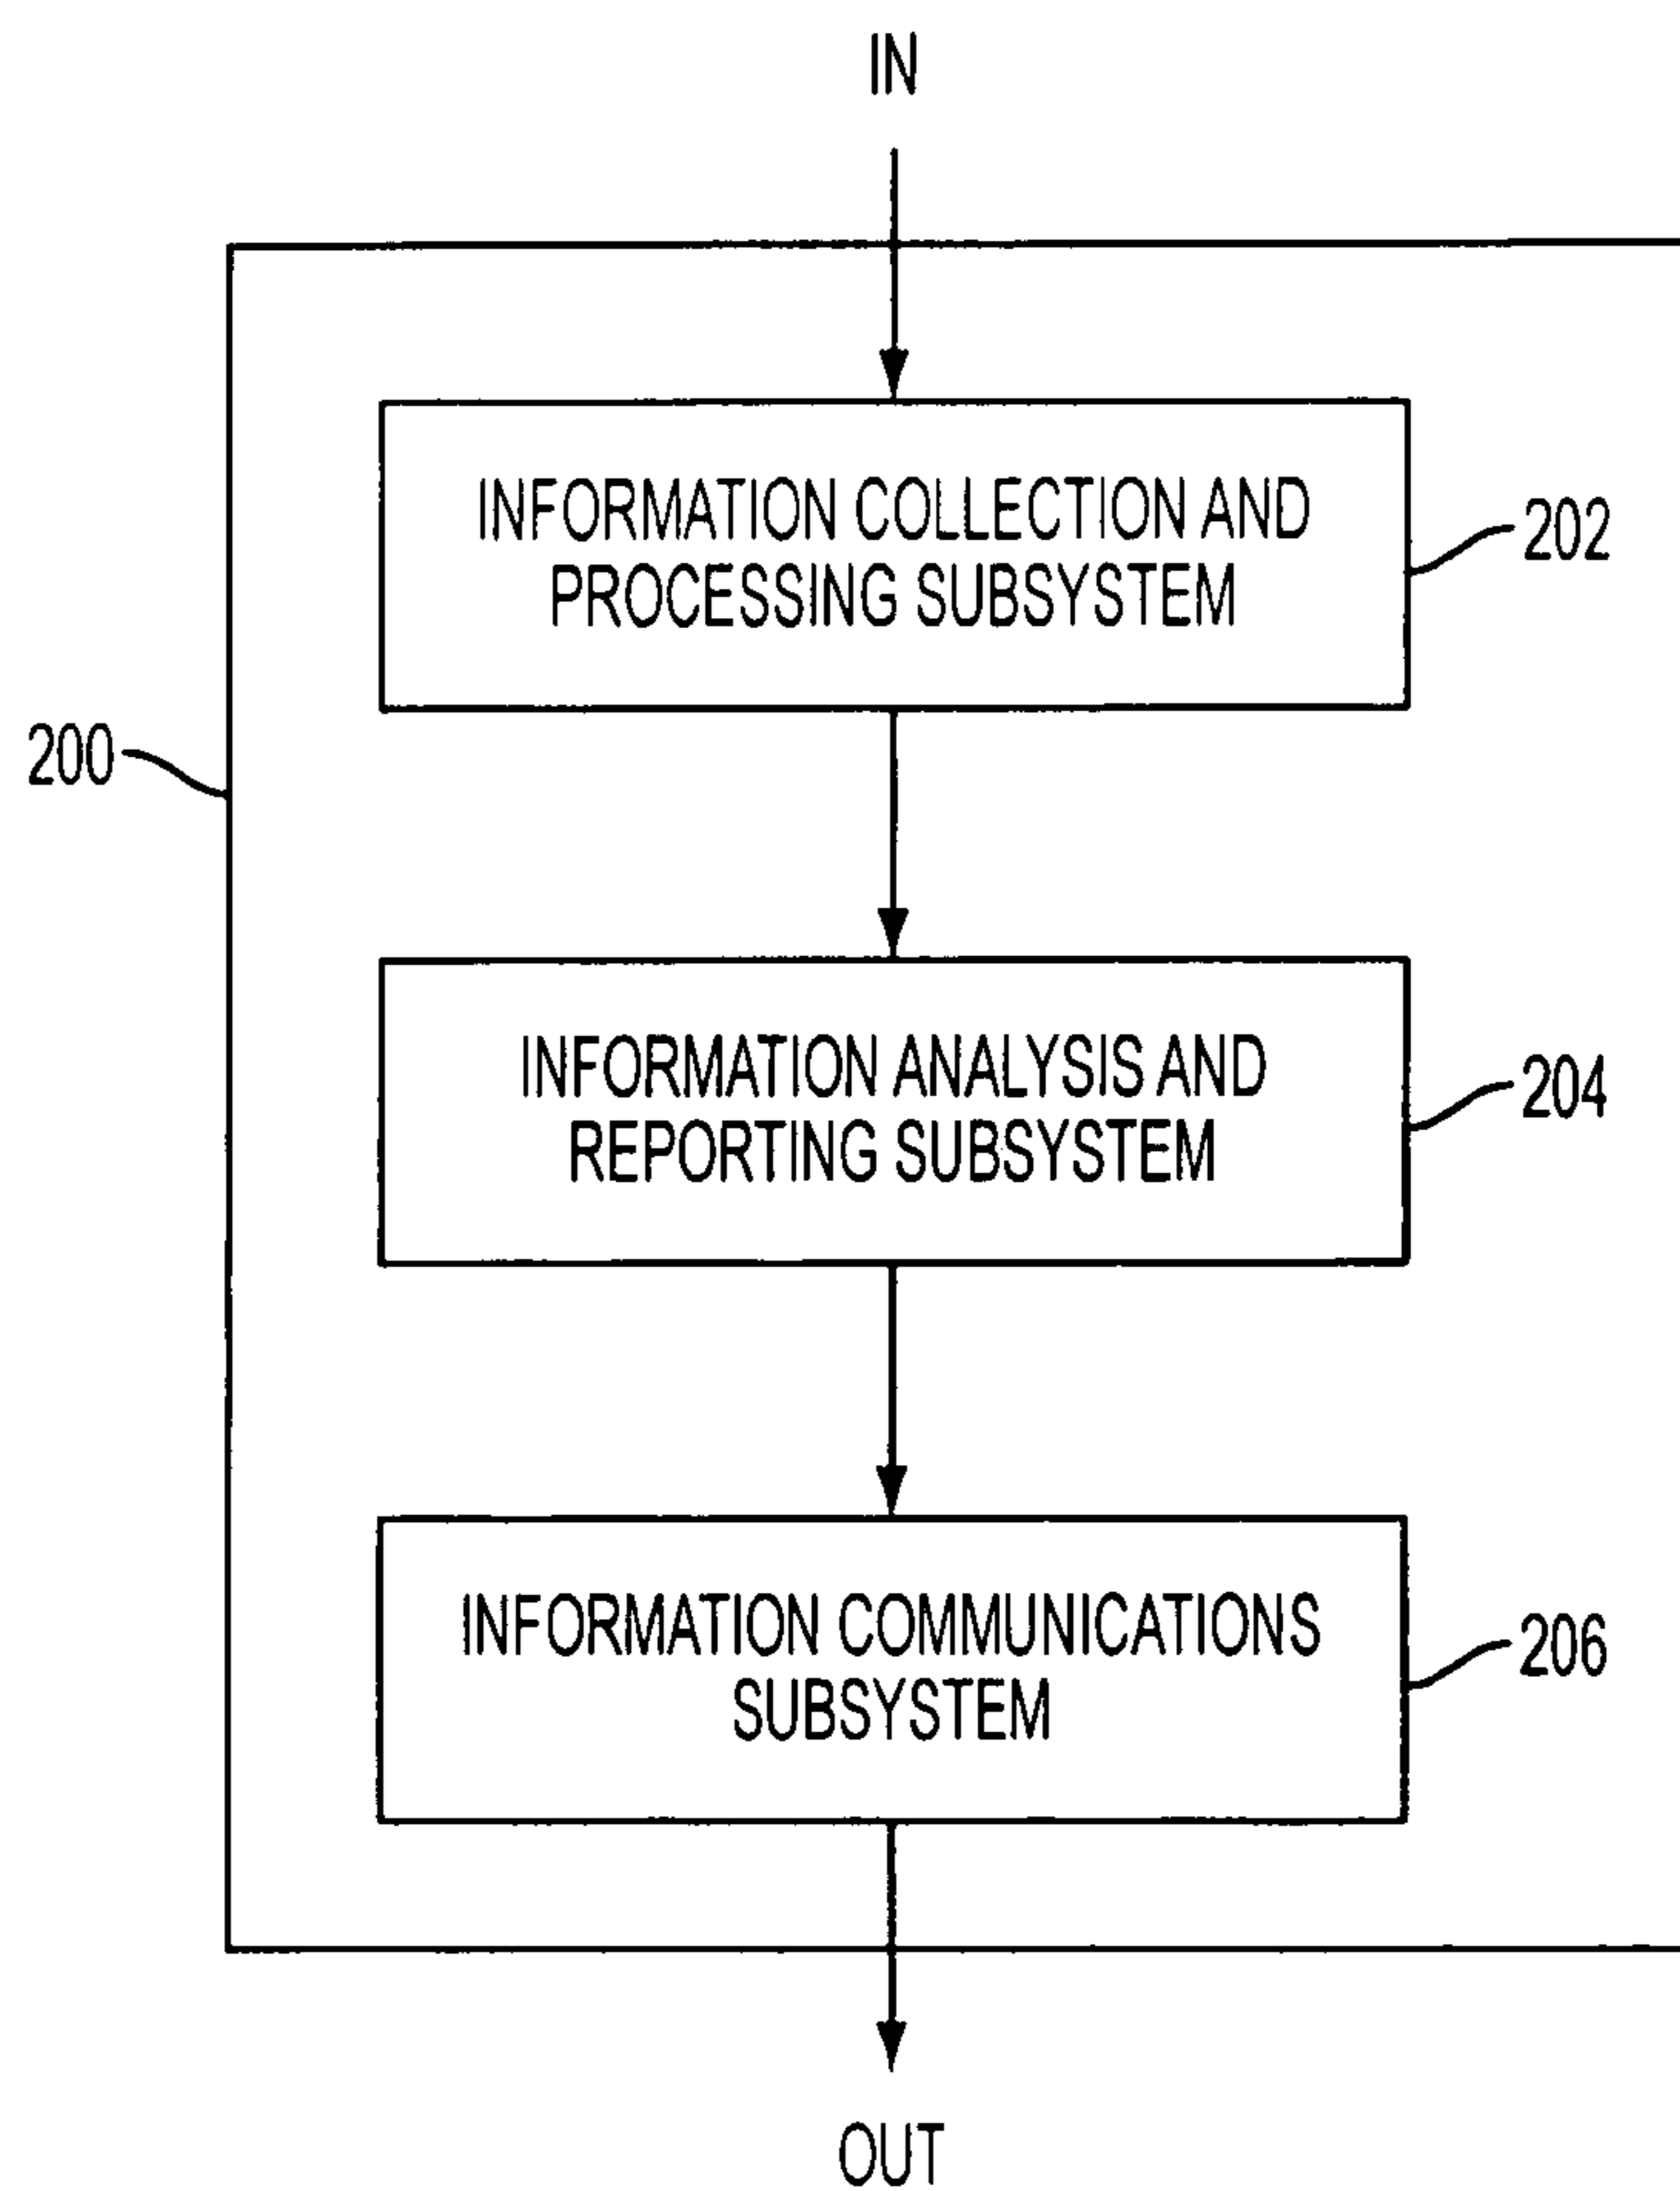 IN
INFORMATION COLLECTION AND
PROCESSING SUBSYSTEM
202
200
INFORMATION ANALYSIS AND
REPORTING SUBSYSTEM
204
INFORMATION COMMUNICATIONS
SUBSYSTEM
206
OUT